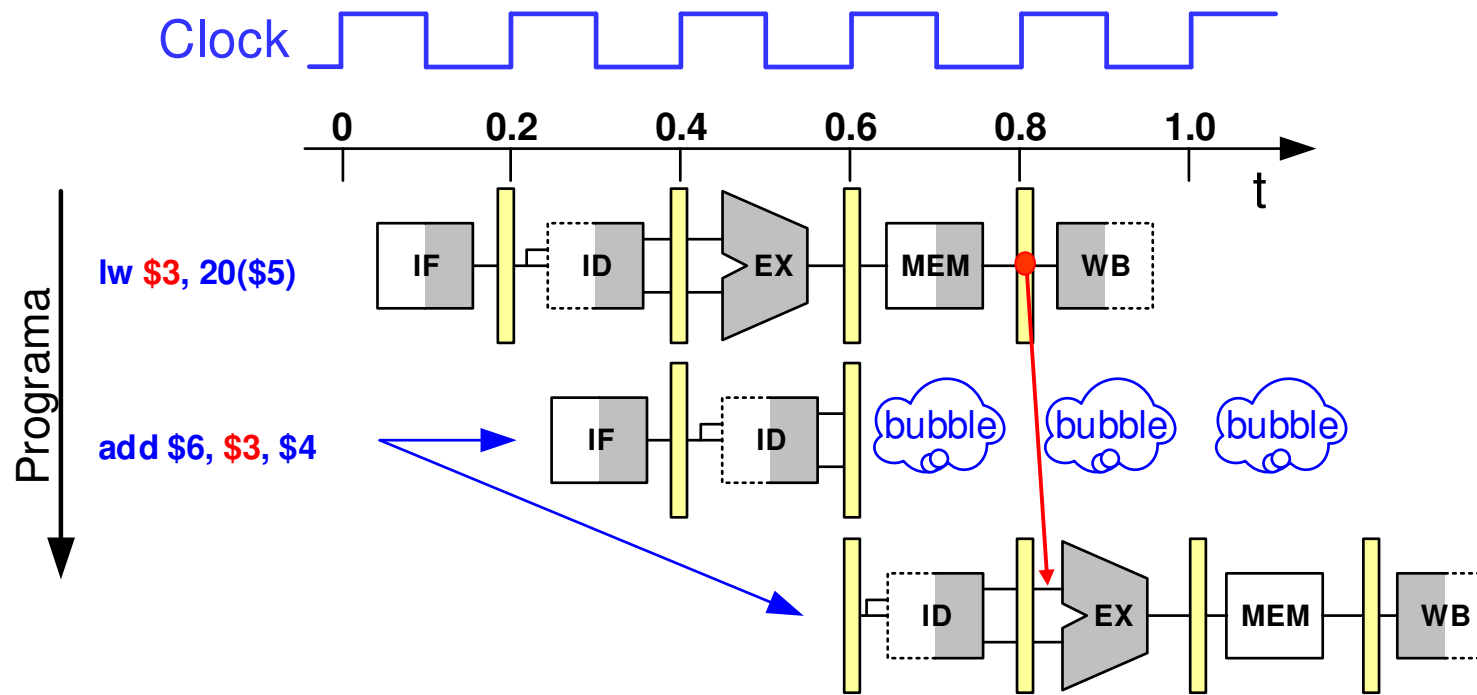 Clock
0 0.2 0.4 0.6 0.8 1.0
t
Programa
lw $3, 20($5)
IF ID EX MEM WB
add $6, $3, $4
IF ID bubble bubble bubble
ID EX MEM WB